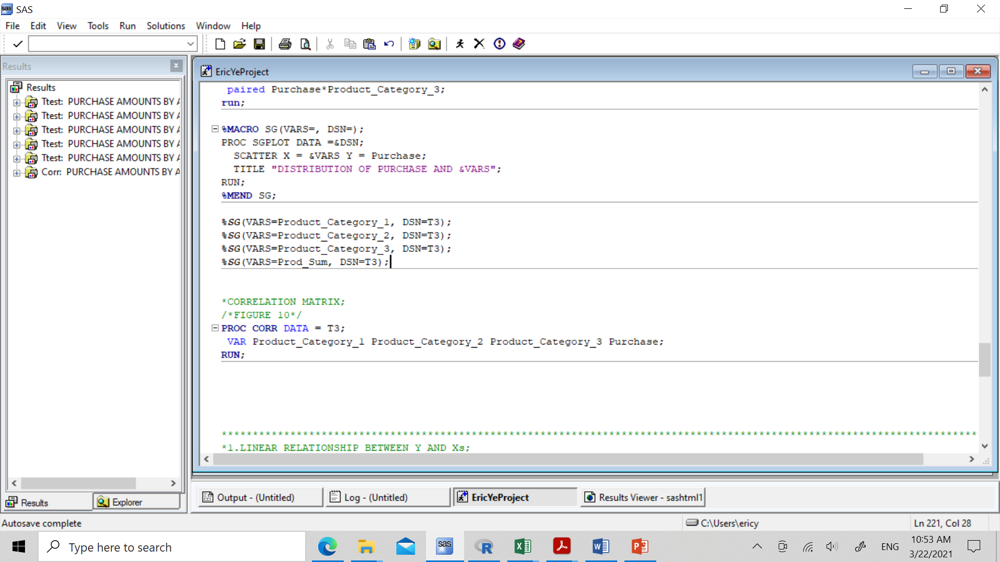 SAS
File Edit View Tools Run Solutions Window Help
Results
EricYeProject
Results
Ttest: PURCHASE AMOUNTS BY A
Ttest: PURCHASE AMOUNTS BY A
Ttest: PURCHASE AMOUNTS BY A
Ttest: PURCHASE AMOUNTS BY A
Ttest: PURCHASE AMOUNTS BY A
Corr: PURCHASE AMOUNTS BY A
paired Purchase*Product_Category_3;
run;
%MACRO SG(VARS=, DSN=);
PROC SGPLOT DATA =&DSN;
SCATTER X = &VARS Y = Purchase;
TITLE "DISTRIBUTION OF PURCHASE AND &VARS";
RUN;
%MEND SG;
%SG(VARS=Product_Category_1, DSN=T3);
%SG(VARS=Product_Category_2, DSN=T3);
%SG(VARS=Product_Category_3, DSN=T3);
%SG(VARS=Prod_Sum, DSN=T3);
*CORRELATION MATRIX;
/*FIGURE 10*/
PROC CORR DATA = T3;
VAR Product_Category_1 Product_Category_2 Product_Category_3 Purchase;
RUN;
*************************************************************************************************************************
*1.LINEAR RELATIONSHIP BETWEEN Y AND Xs;
Results Explorer
Output - (Untitled) Log - (Untitled) EricYeProject Results Viewer - sashtml1
Autosave complete C:\Users\ericy Ln 221, Col 28
Type here to search sas R ENG 10:53 AM
3/22/2021